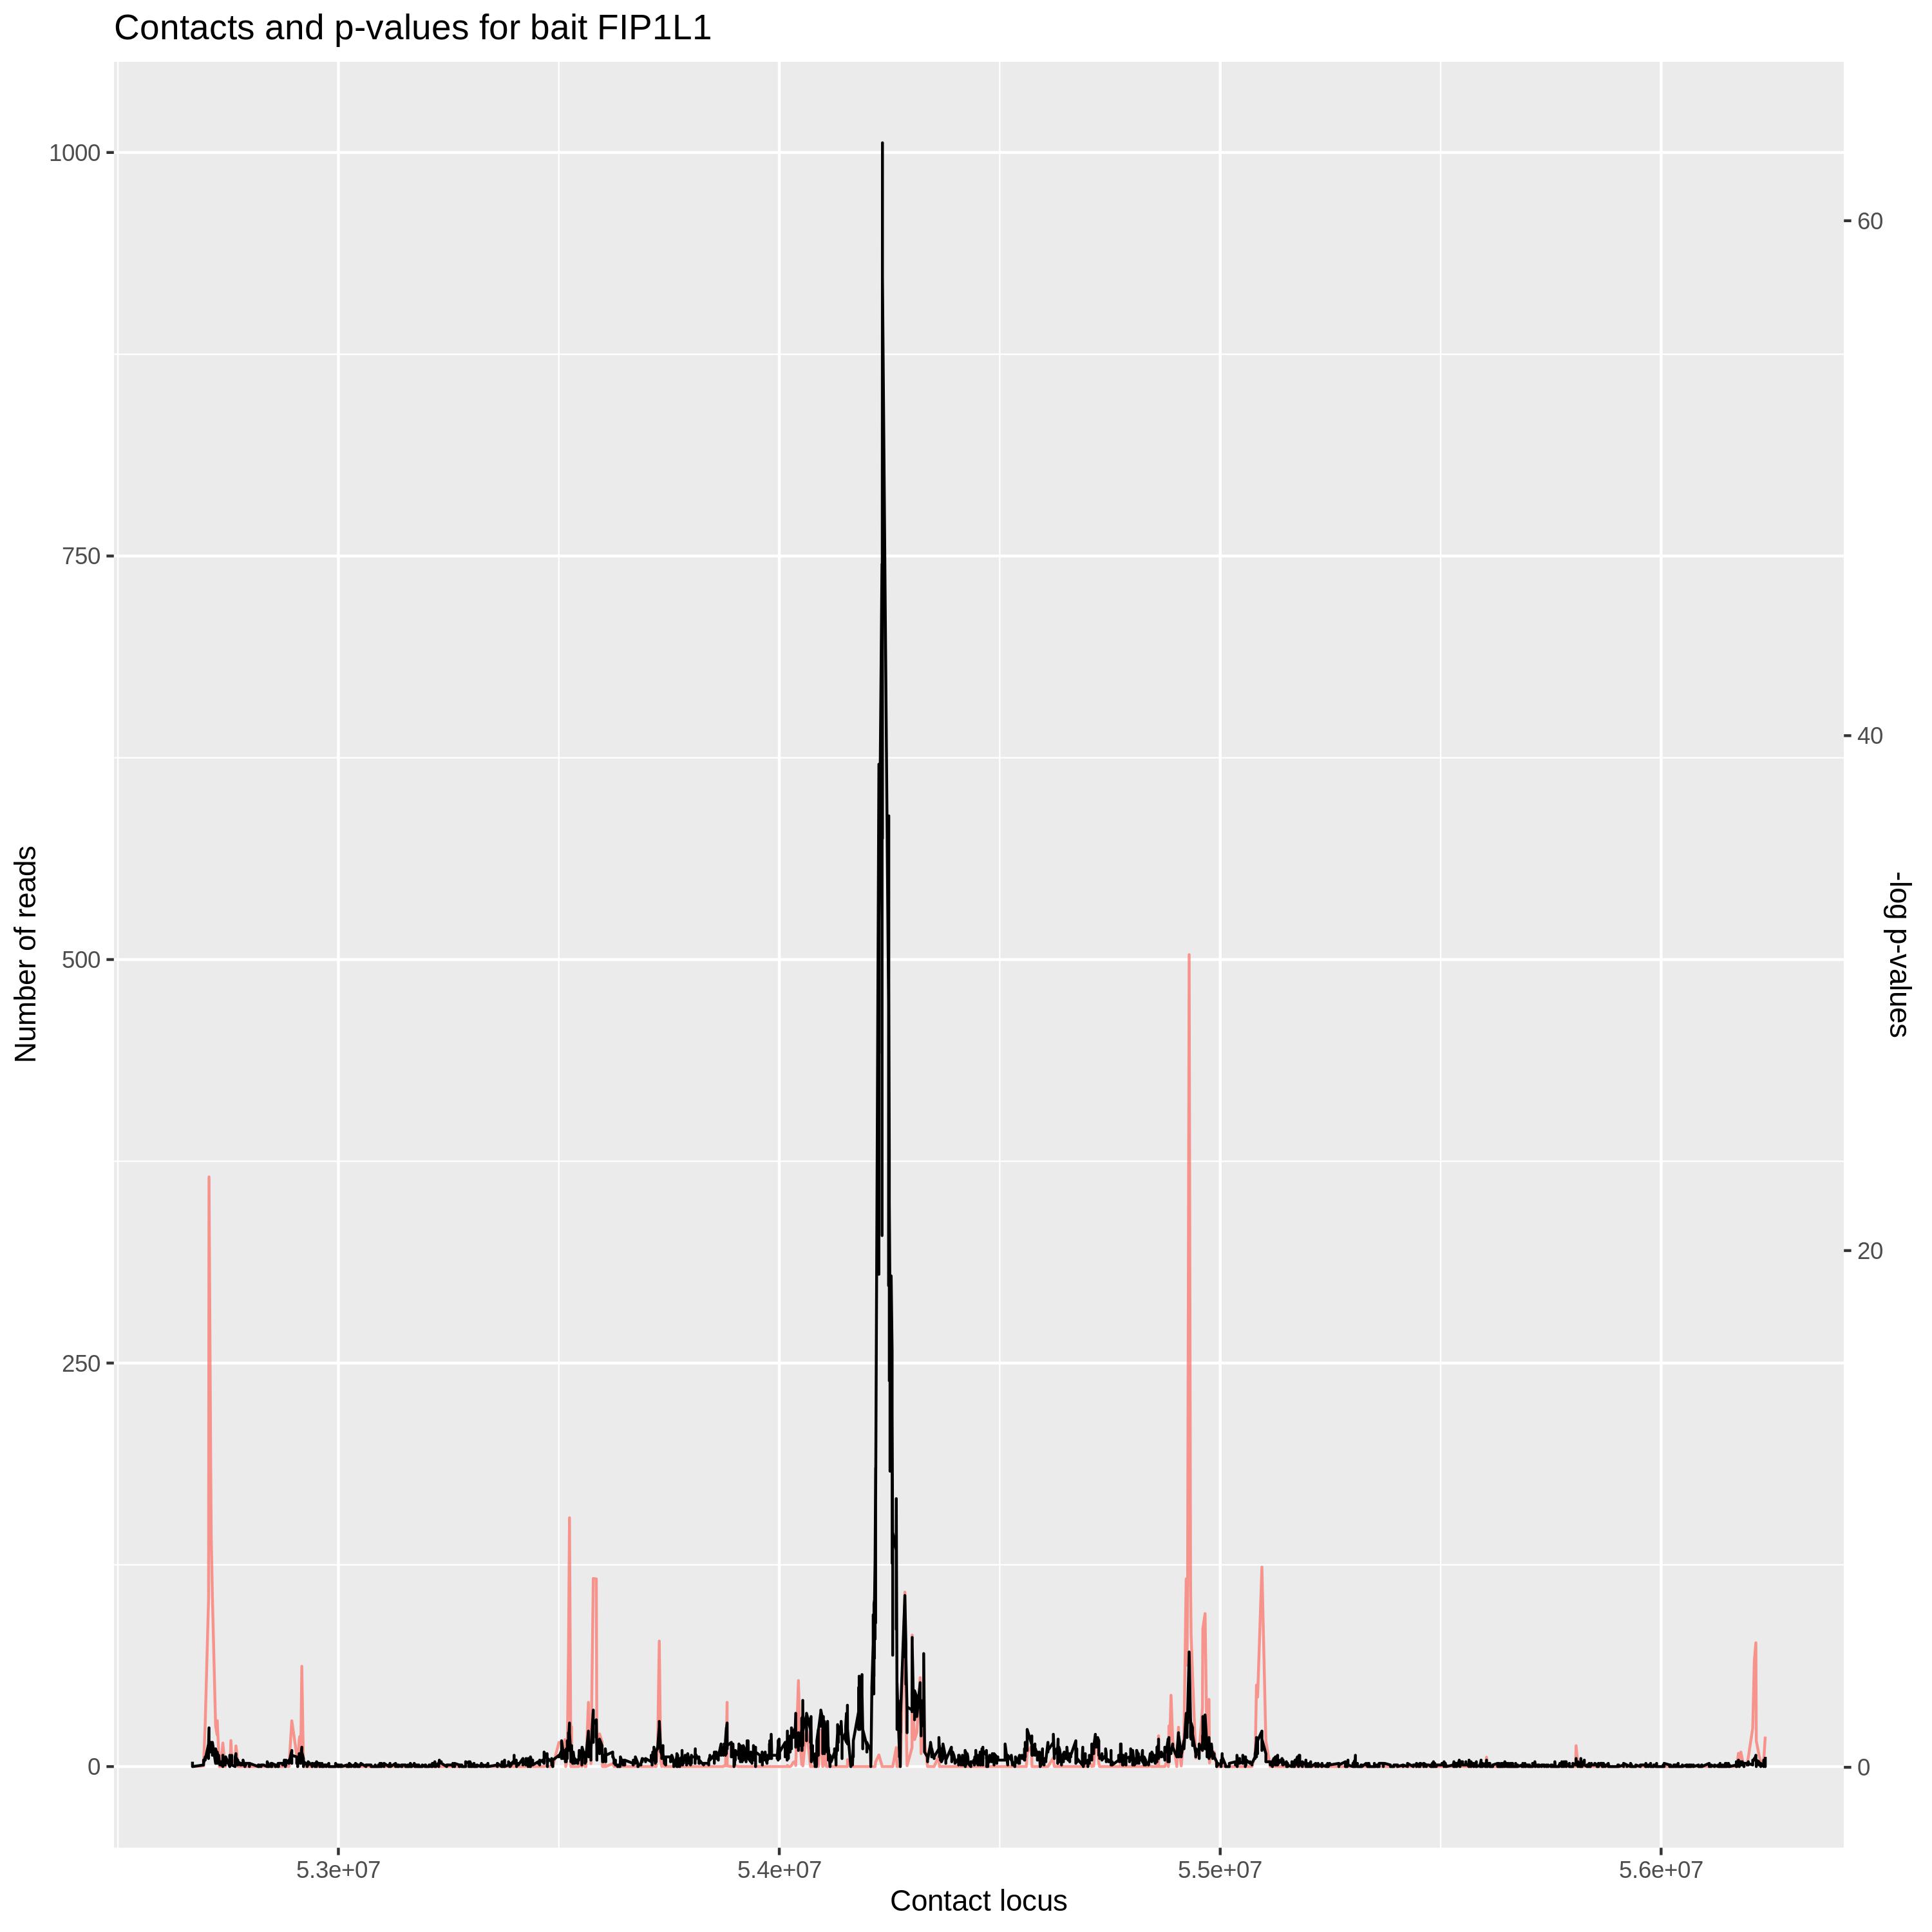 Contacts and p-values for bait FIP1L1
1000
750
500
250
0
Number of reads
60
40
20
0
-log p-values
5.3e+07
5.4e+07
5.5e+07
5.6e+07
Contact locus